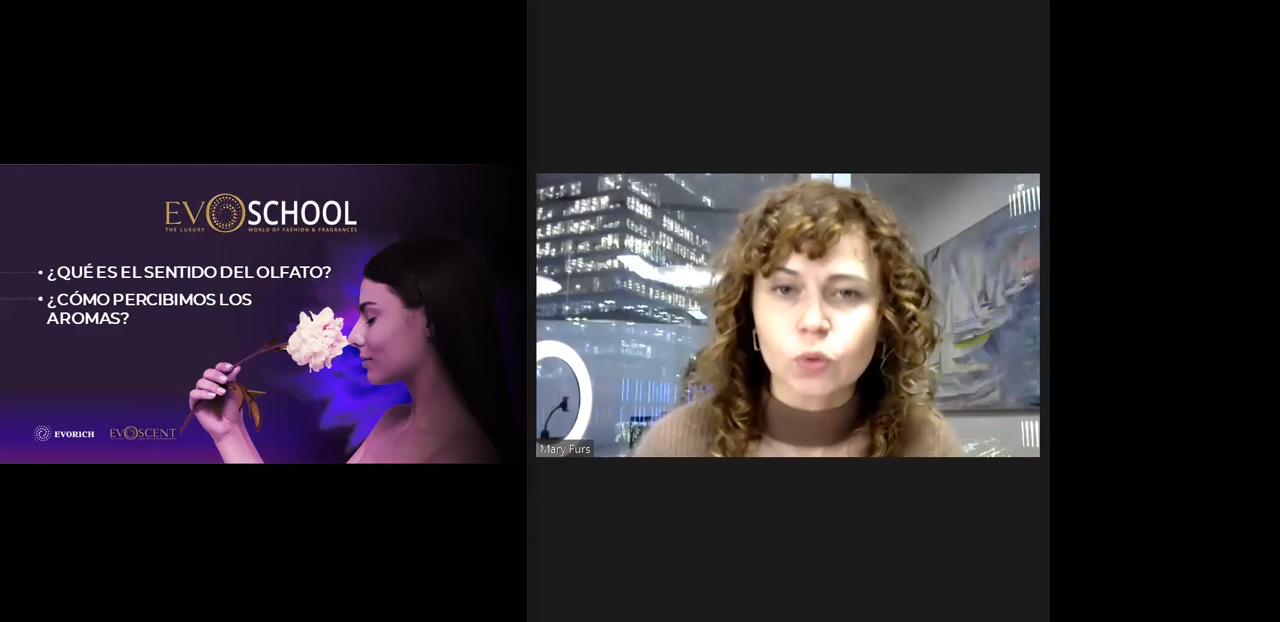 EVOSCHOOL
THE LUXURY WORLD OF FASHION & FRAGRANCES
• ¿QUÉ ES EL SENTIDO DEL OLFATO?
• ¿CÓMO PERCIBIMOS LOS
AROMAS?
EVORICH EVOSCENT
Mary Furs